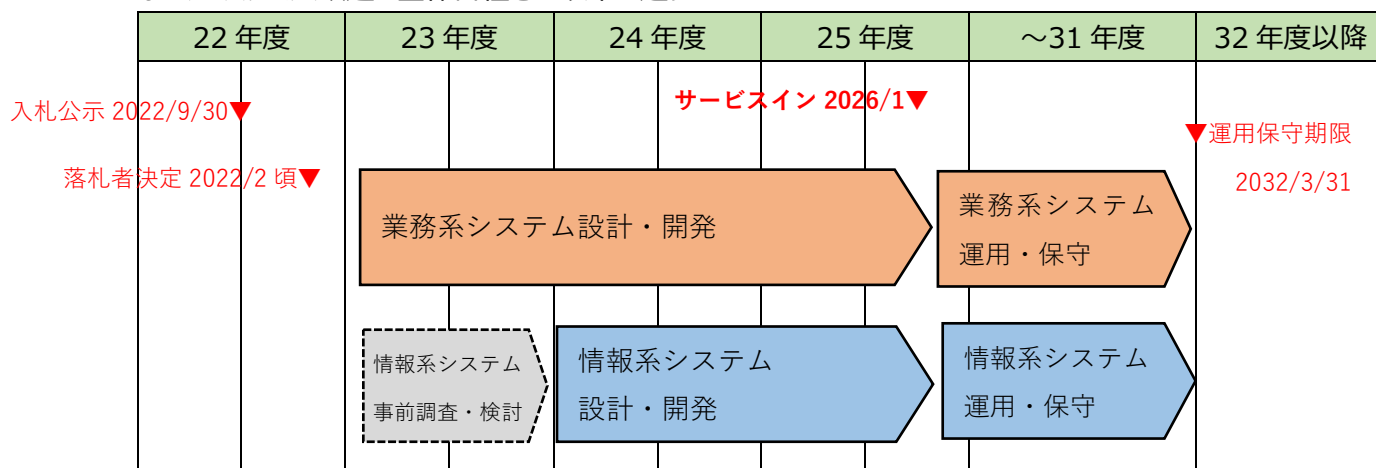 22 年度
23 年度
24 年度
25 年度
～31 年度
32 年度以降
入札公示 2022/9/30▼
サービスイン 2026/1▼
▼運用保守期限
2032/3/31
落札者決定 2022/2 頃▼
業務系システム設計・開発
業務系システム
運用・保守
情報系システム
事前調査・検討
情報系システム
設計・開発
情報系システム
運用・保守